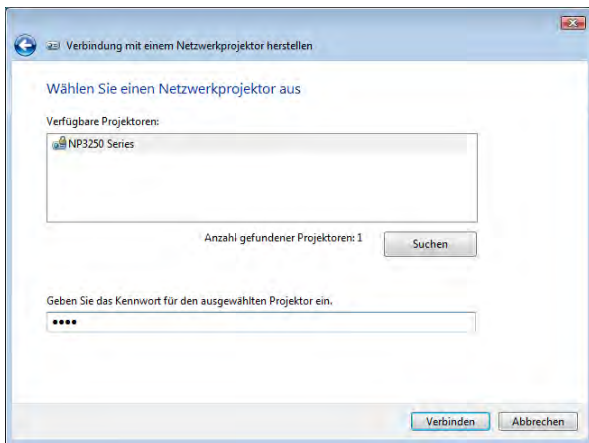 Verbindung mit einem Netzwerkprojektor herstellen
Wählen Sie einen Netzwerkprojektor aus
Verfügbare Projektoren:
NP3250 Series
Anzahl gefundener Projektoren: 1
Suchen
Geben Sie das Kennwort für den ausgewählten Projektor ein.
••••
Verbinden Abbrechen